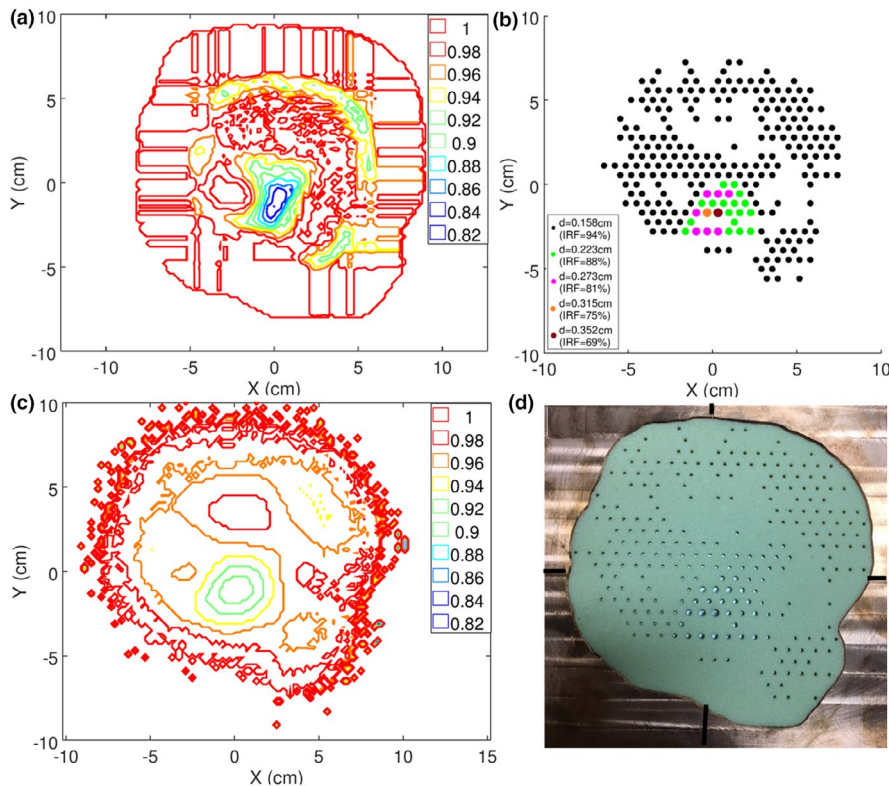 (a)
10
5
0
-5
-10
Y (cm)
-10
-5
0
5
10
X (cm)
1
0.98
0.96
0.94
0.92
0.9
0.88
0.86
0.84
0.82
(b)
10
5
0
-5
-10
Y (cm)
-10
-5
0
5
10
X (cm)
d=0.158cm
(IRF=94%)
d=0.223cm
(IRF=88%)
d=0.273cm
(IRF=81%)
d=0.315cm
(IRF=75%)
d=0.352cm
(IRF=69%)
(c)
10
5
0
-5
-10
Y (cm)
-10
-5
0
5
10
15
X (cm)
1
0.98
0.96
0.94
0.92
0.9
0.88
0.86
0.84
0.82
(d)